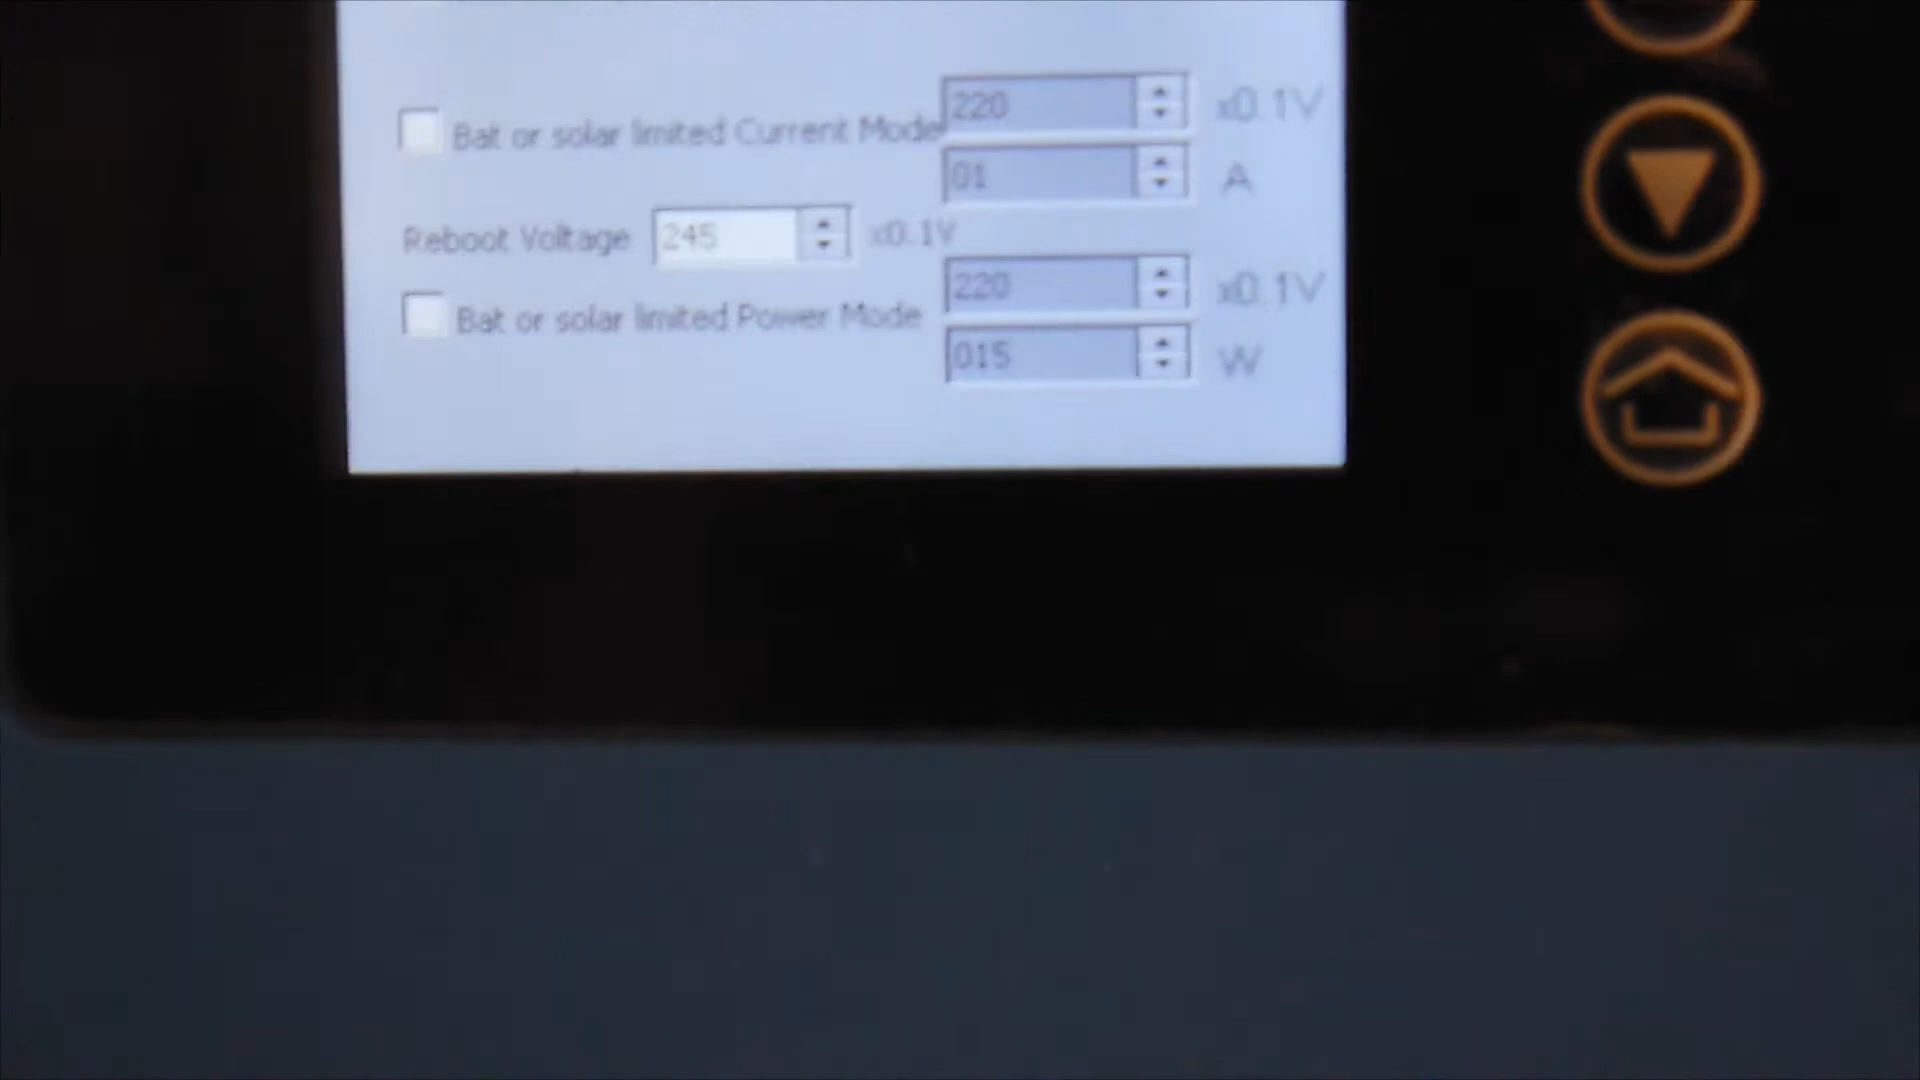 Bat or solar limited Current Mode 220 x0.1V
01 A
Reboot Voltage 245 x0.1V
220 x0.1V
Bat or solar limited Power Mode
015 W